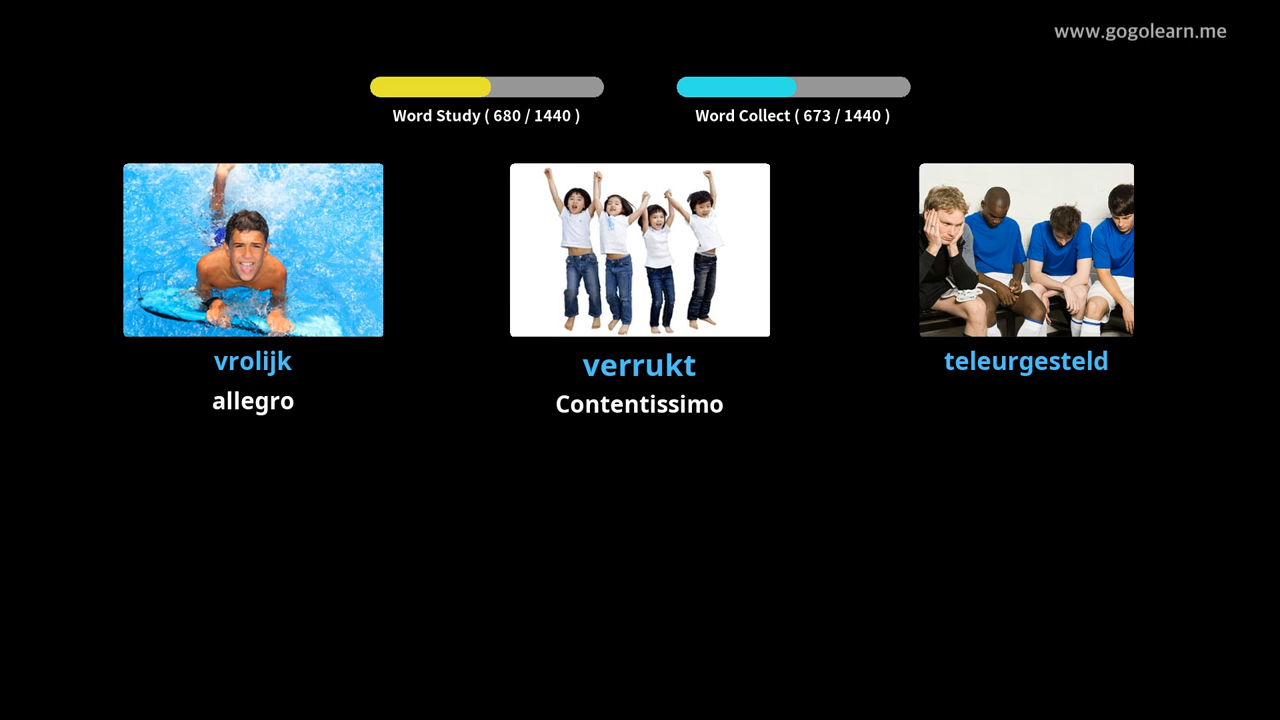 www.gogolearn.me
Word Study ( 680 / 1440 )
Word Collect ( 673 / 1440 )
vrolijk
verrukt
teleurgesteld
allegro
Contentissimo